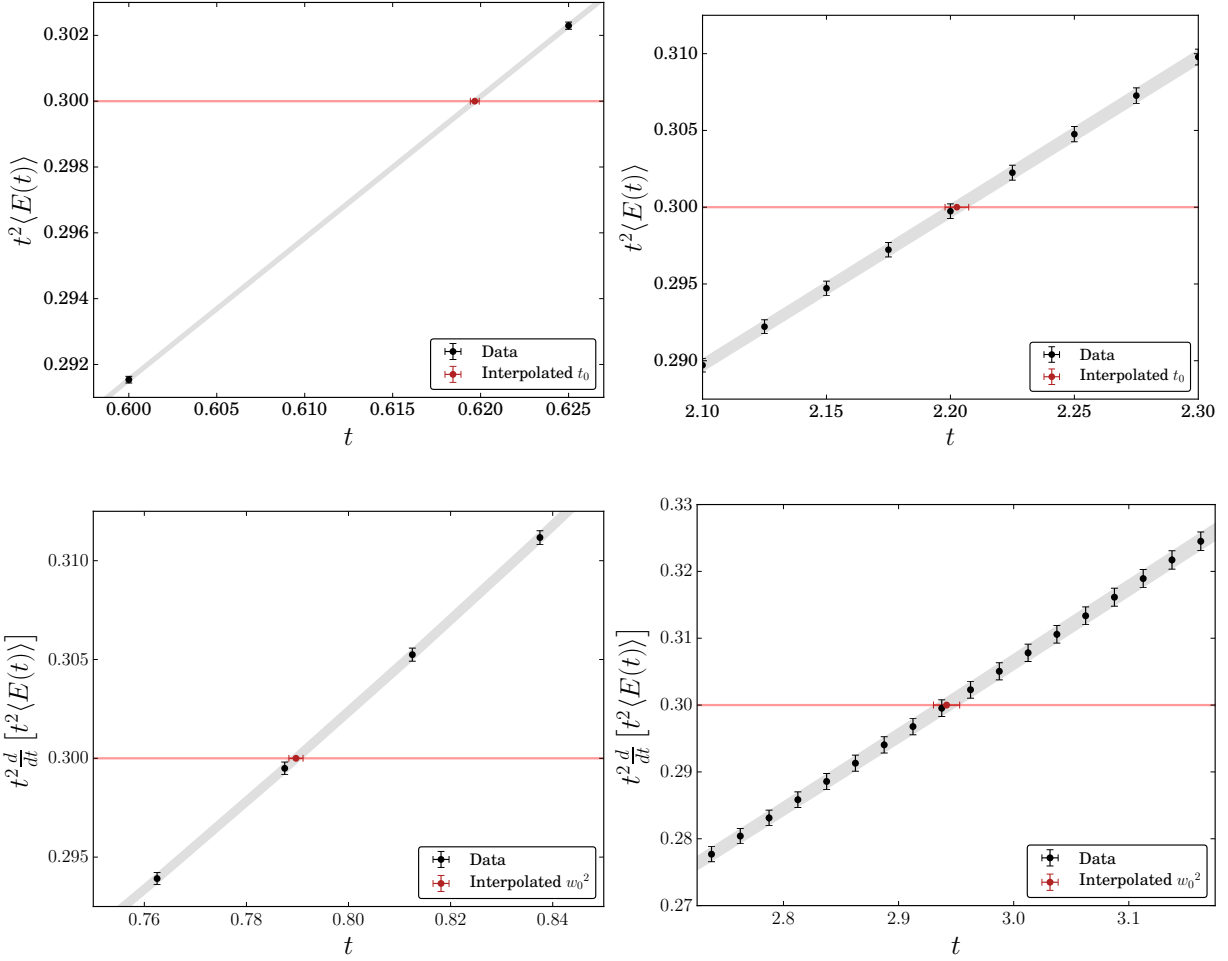 0.302
0.300
0.298
0.296
0.294
0.292
t²⟨E(t)⟩
0.600 0.605 0.610 0.615 0.620 0.625
t
Data
Interpolated t₀
0.310
0.305
0.300
0.295
0.290
t²⟨E(t)⟩
2.10 2.15 2.20 2.25 2.30
t
Data
Interpolated t₀
0.310
0.305
0.300
0.295
t² d/dt [t²⟨E(t)⟩]
0.76 0.78 0.80 0.82 0.84
t
Data
Interpolated w₀²
0.33
0.32
0.31
0.30
0.29
0.28
0.27
t² d/dt [t²⟨E(t)⟩]
2.8 2.9 3.0 3.1
t
Data
Interpolated w₀²